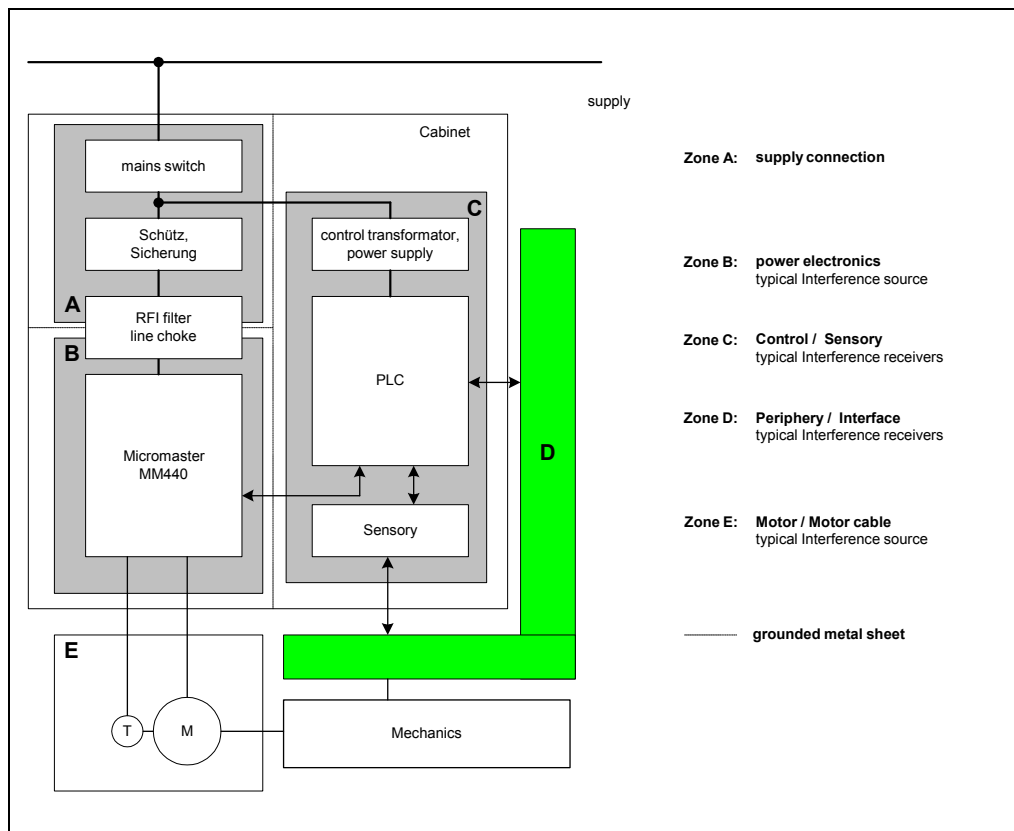 supply
Cabinet
mains switch
Schütz,
Sicherung
A
RFI filter
line choke
B
Micromaster
MM440
C
control transformator,
power supply
PLC
Sensory
D
E
T
M
Mechanics
Zone A: supply connection
Zone B: power electronics
typical Interference source
Zone C: Control / Sensory
typical Interference receivers
Zone D: Periphery / Interface
typical Interference receivers
Zone E: Motor / Motor cable
typical Interference source
grounded metal sheet